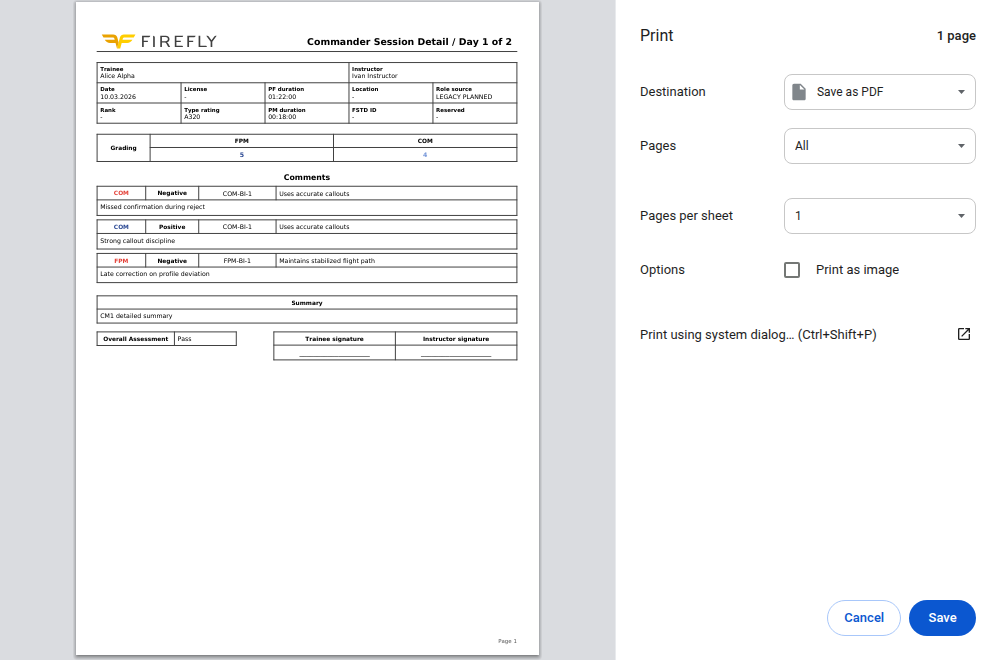 FIREFLY
Commander Session Detail / Day 1 of 2
Trainee
Alice Alpha
Instructor
Ivan Instructor
Date
10.03.2026
License
-
PF duration
01:22:00
Location
-
Role source
LEGACY PLANNED
Rank
-
Type rating
A320
PM duration
00:18:00
FSTD ID
-
Reserved
-
Grading
FPM
COM
5
4
Comments
COM Negative COM-BI-1 Uses accurate callouts
Missed confirmation during reject
COM Positive COM-BI-1 Uses accurate callouts
Strong callout discipline
FPM Negative FPM-BI-1 Maintains stabilized flight path
Late correction on profile deviation
Summary
CM1 detailed summary
Overall Assessment Pass
Trainee signature Instructor signature
Page 1
Print
1 page
Destination
Save as PDF
Pages
All
Pages per sheet
1
Options
Print as image
Print using system dialog... (Ctrl+Shift+P)
Cancel
Save